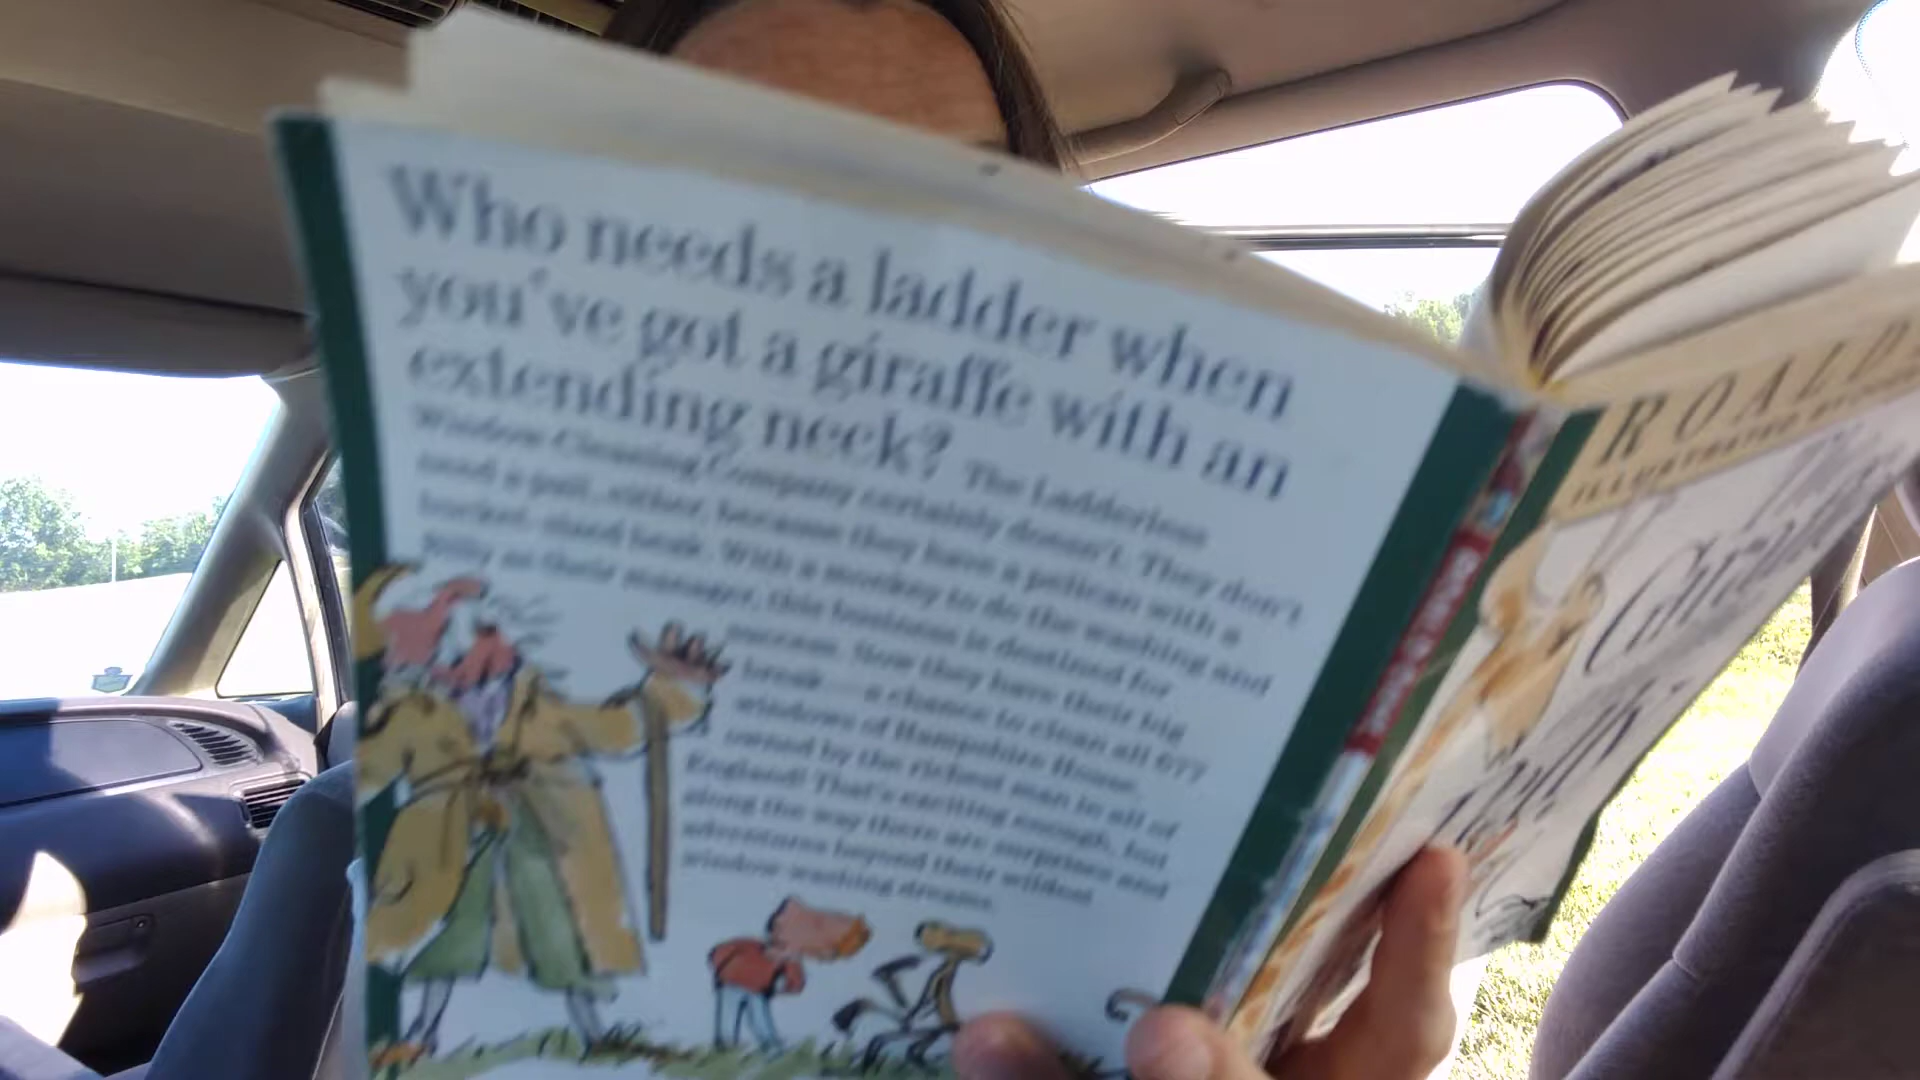 Who needs a ladder when
you've got a giraffe with an
extending neck? The Ladderless
Window-Cleaning Company certainly doesn't. They don't
need a pail, either, because they have a pelican with a
bucket-sized beak. With a monkey to do the washing and
Billy as their manager, this business is destined for
success. Now they have their big
break—a chance to clean all 677
windows of Hampshire House,
owned by the richest man in all of
England! That's exciting enough, but
along the way there are surprises and
adventures beyond their wildest
window-washing dreams.
ROALD
ILLUSTRATED
The